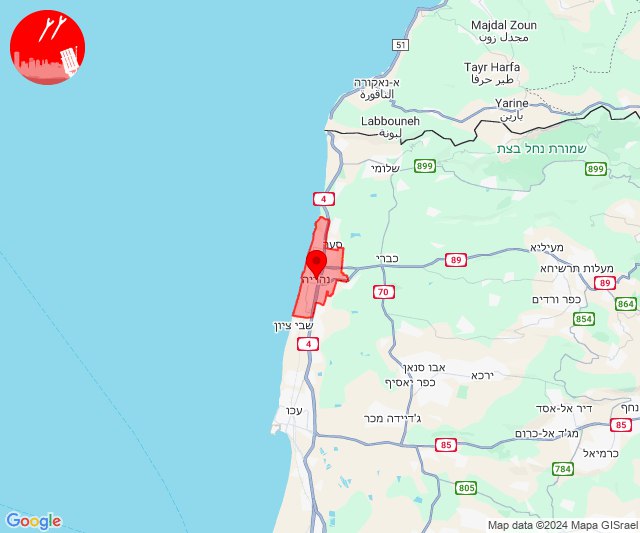 Majdal Zoun
مجدل زون
51
Tayr Harfa
طير حرفا
א-נאקורה
الناقورة
Yarine
يارين
Labbouneh
لبونة
שמורת נחל בצת
שלומי
899
899
4
סער
כברי
89
מעיליא
מעלות תרשיחא
89
נהריה
70
כפר ורדים
864
854
שבי ציון
4
אבו סנאן
ירכא
כפר יאסיף
עכו
ג'דיידה מכר
דיר אל-אסד
נחף
85
מג'ד אל-כרום
85
כרמיאל
784
805
Google
Map data ©2024 Mapa GISrael